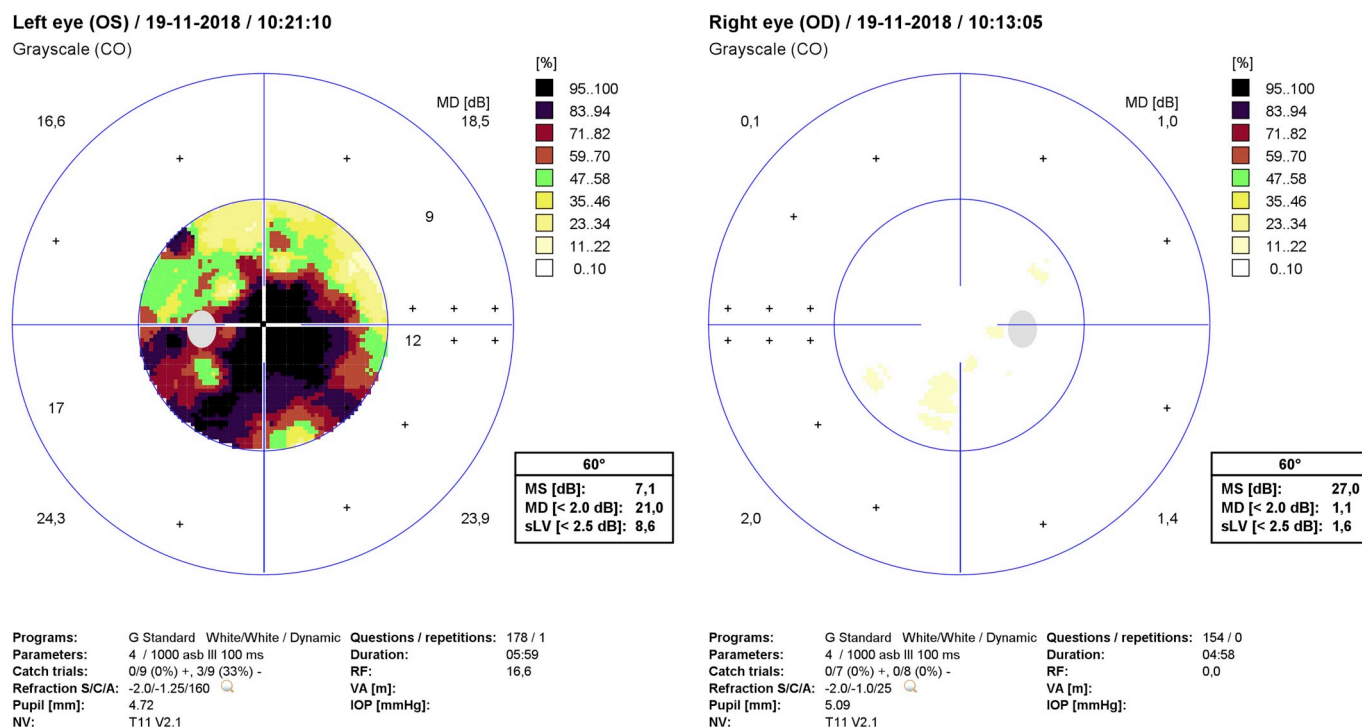 Left eye (OS) / 19-11-2018 / 10:21:10
Grayscale (CO)
[%]
95..100
83..94
71..82
59..70
47..58
35..46
23..34
11..22
0..10
MD [dB]
16,6
18,5
9
12
17
24,3
23,9
60°
MS [dB]: 7,1
MD [< 2.0 dB]: 21,0
sLV [< 2.5 dB]: 8,6
Programs: G Standard White/White / Dynamic Questions / repetitions: 178 / 1
Parameters: 4 / 1000 asb III 100 ms Duration: 05:59
Catch trials: 0/9 (0%) +, 3/9 (33%) - RF: 16,6
Refraction S/C/A: -2.0/-1.25/160 VA [m]:
Pupil [mm]: 4.72 IOP [mmHg]:
NV: T11 V2.1
Right eye (OD) / 19-11-2018 / 10:13:05
Grayscale (CO)
[%]
95..100
83..94
71..82
59..70
47..58
35..46
23..34
11..22
0..10
MD [dB]
0,1
1,0
2,0
1,4
60°
MS [dB]: 27,0
MD [< 2.0 dB]: 1,1
sLV [< 2.5 dB]: 1,6
Programs: G Standard White/White / Dynamic Questions / repetitions: 154 / 0
Parameters: 4 / 1000 asb III 100 ms Duration: 04:58
Catch trials: 0/7 (0%) +, 0/8 (0%) - RF: 0,0
Refraction S/C/A: -2.0/-1.0/25 VA [m]:
Pupil [mm]: 5.09 IOP [mmHg]:
NV: T11 V2.1